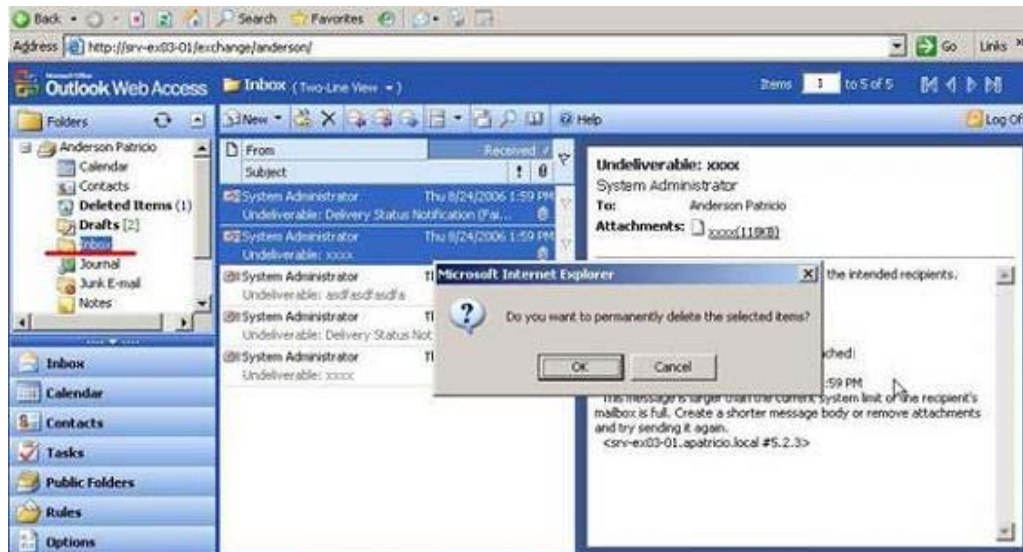 Back Search Favorites
Address http://srv-ex03-01/exchange/anderson/ Go Links
Microsoft Office
Outlook Web Access Inbox (Two-Line View) Items 1 to 5 of 5
Folders New Help Log Of
Anderson Patricio
Calendar
Contacts
Deleted Items (1)
Drafts [2]
Inbox
Journal
Junk E-mail
Notes
Inbox
Calendar
Contacts
Tasks
Public Folders
Rules
Options
From Received
Subject
System Administrator Thu 8/24/2006 1:59 PM
Undeliverable: Delivery Status Notification (Fai...
System Administrator Thu 8/24/2006 1:59 PM
Undeliverable: xxxx
System Administrator
Undeliverable: asdfasdfasdfa
System Administrator
Undeliverable: Delivery Status Not
System Administrator
Undeliverable: xxxx
Microsoft Internet Explorer
Do you want to permanently delete the selected items?
OK Cancel
Undeliverable: xxxx
System Administrator
To: Anderson Patricio
Attachments: xxxx(118KB)
the intended recipients.
ched:
:59 PM
This message is larger than the current system limit or the recipient's
mailbox is full. Create a shorter message body or remove attachments
and try sending it again.
<srv-ex03-01.apatricio.local #5.2.3>